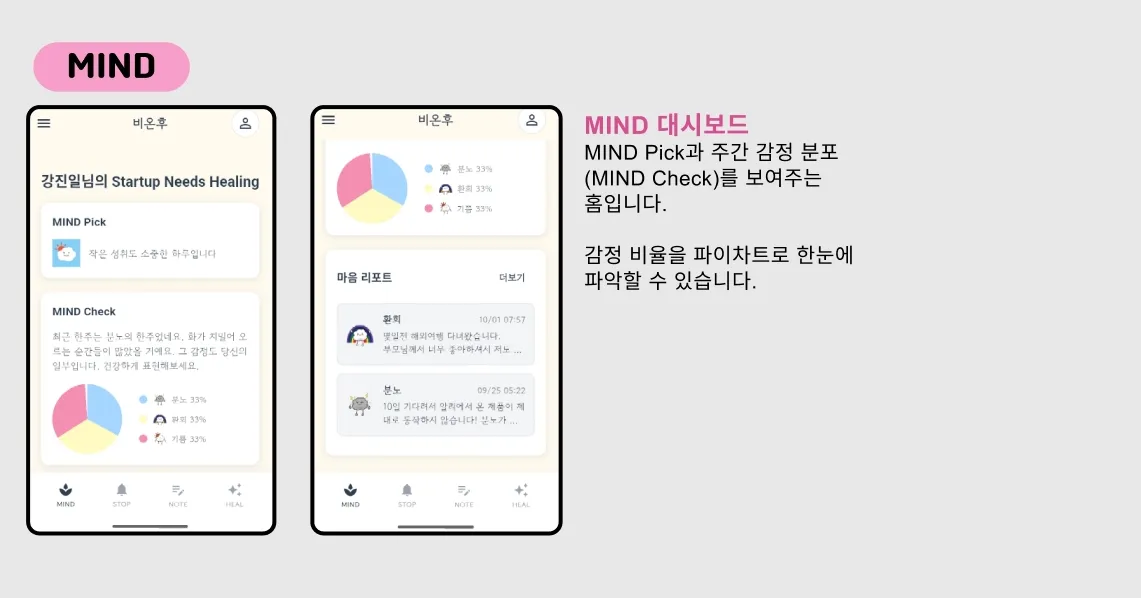 MIND
비온후
강진일님의 Startup Needs Healing
MIND Pick
작은 성취도 소중한 하루입니다
MIND Check
최근 한주는 분노의 한주였네요. 화가 치밀어 오
르는 순간들이 많았을 거예요. 그 감정도 당신의
일부입니다. 건강하게 표현해보세요.
분노 33%
환희 33%
기쁨 33%
MIND
STOP
NOTE
HEAL
비온후
분노 33%
환희 33%
기쁨 33%
마음 리포트
더보기
환희
10/01 07:57
몇일전 해외여행 다녀왔습니다.
부모님께서 너무 좋아하셔서 저도 ...
분노
09/25 05:22
10일 기다려서 알리에서 온 제품이 제
대로 동작하지 않습니다! 분노가 ...
MIND
STOP
NOTE
HEAL
MIND 대시보드
MIND Pick과 주간 감정 분포
(MIND Check)를 보여주는
홈입니다.
감정 비율을 파이차트로 한눈에
파악할 수 있습니다.